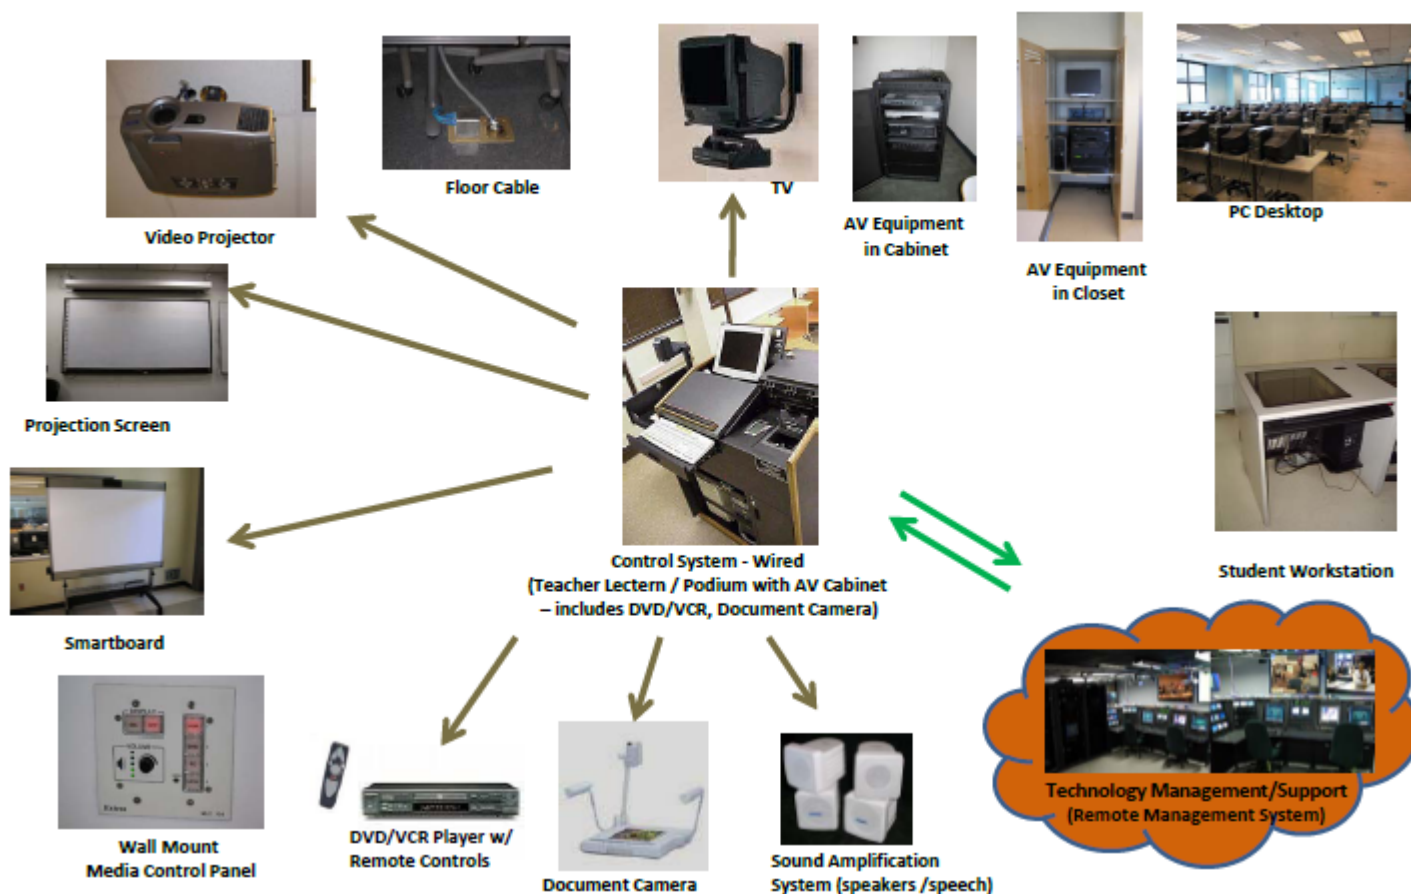 Floor Cable
TV
Video Projector
AV Equipment
in Cabinet
PC Desktop
AV Equipment
in Closet
Projection Screen
Control System - Wired
(Teacher Lectern / Podium with AV Cabinet
– includes DVD/VCR, Document Camera)
Student Workstation
Smartboard
DISPLAY
VOLUME
Extron
Wall Mount
Media Control Panel
DVD/VCR Player w/
Remote Controls
Document Camera
Sound Amplification
System (speakers /speech)
Technology Management/Support
(Remote Management System)